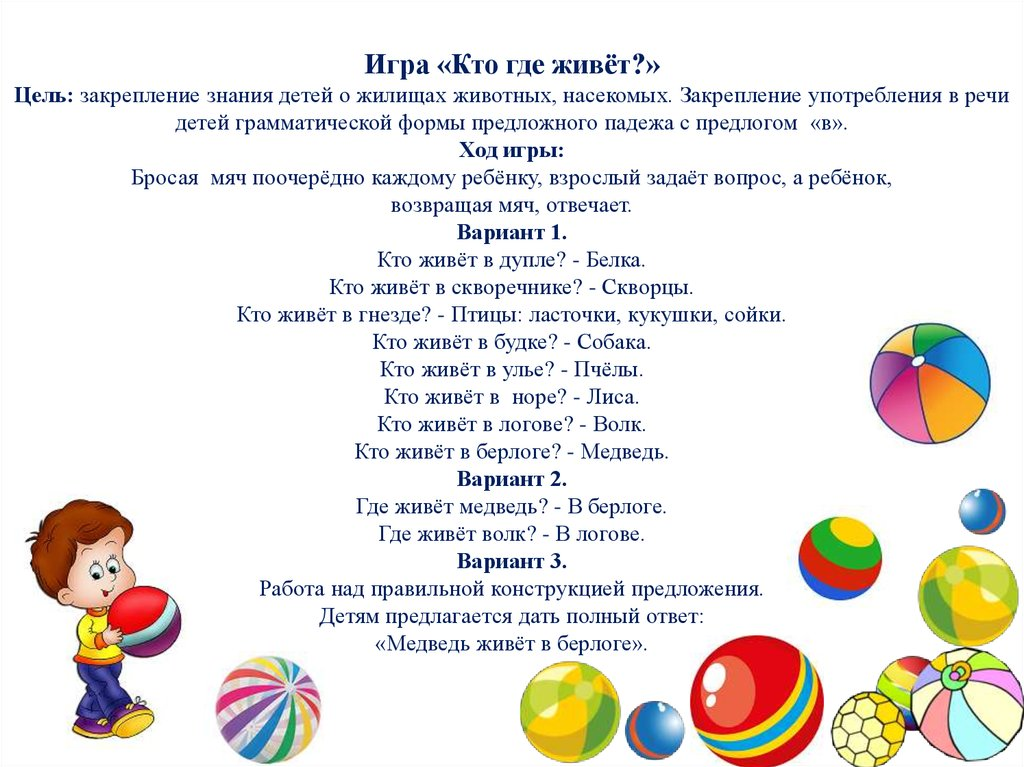 Игра «Кто где живёт?»
Цель: закрепление знания детей о жилищах животных, насекомых. Закрепление употребления в речи
детей грамматической формы предложного падежа с предлогом «в».
Ход игры:
Бросая мяч поочерёдно каждому ребёнку, взрослый задаёт вопрос, а ребёнок,
возвращая мяч, отвечает.
Вариант 1.
Кто живёт в дупле? - Белка.
Кто живёт в скворечнике? - Скворцы.
Кто живёт в гнезде? - Птицы: ласточки, кукушки, сойки.
Кто живёт в будке? - Собака.
Кто живёт в улье? - Пчёлы.
Кто живёт в норе? - Лиса.
Кто живёт в логове? - Волк.
Кто живёт в берлоге? - Медведь.
Вариант 2.
Где живёт медведь? - В берлоге.
Где живёт волк? - В логове.
Вариант 3.
Работа над правильной конструкцией предложения.
Детям предлагается дать полный ответ:
«Медведь живёт в берлоге».